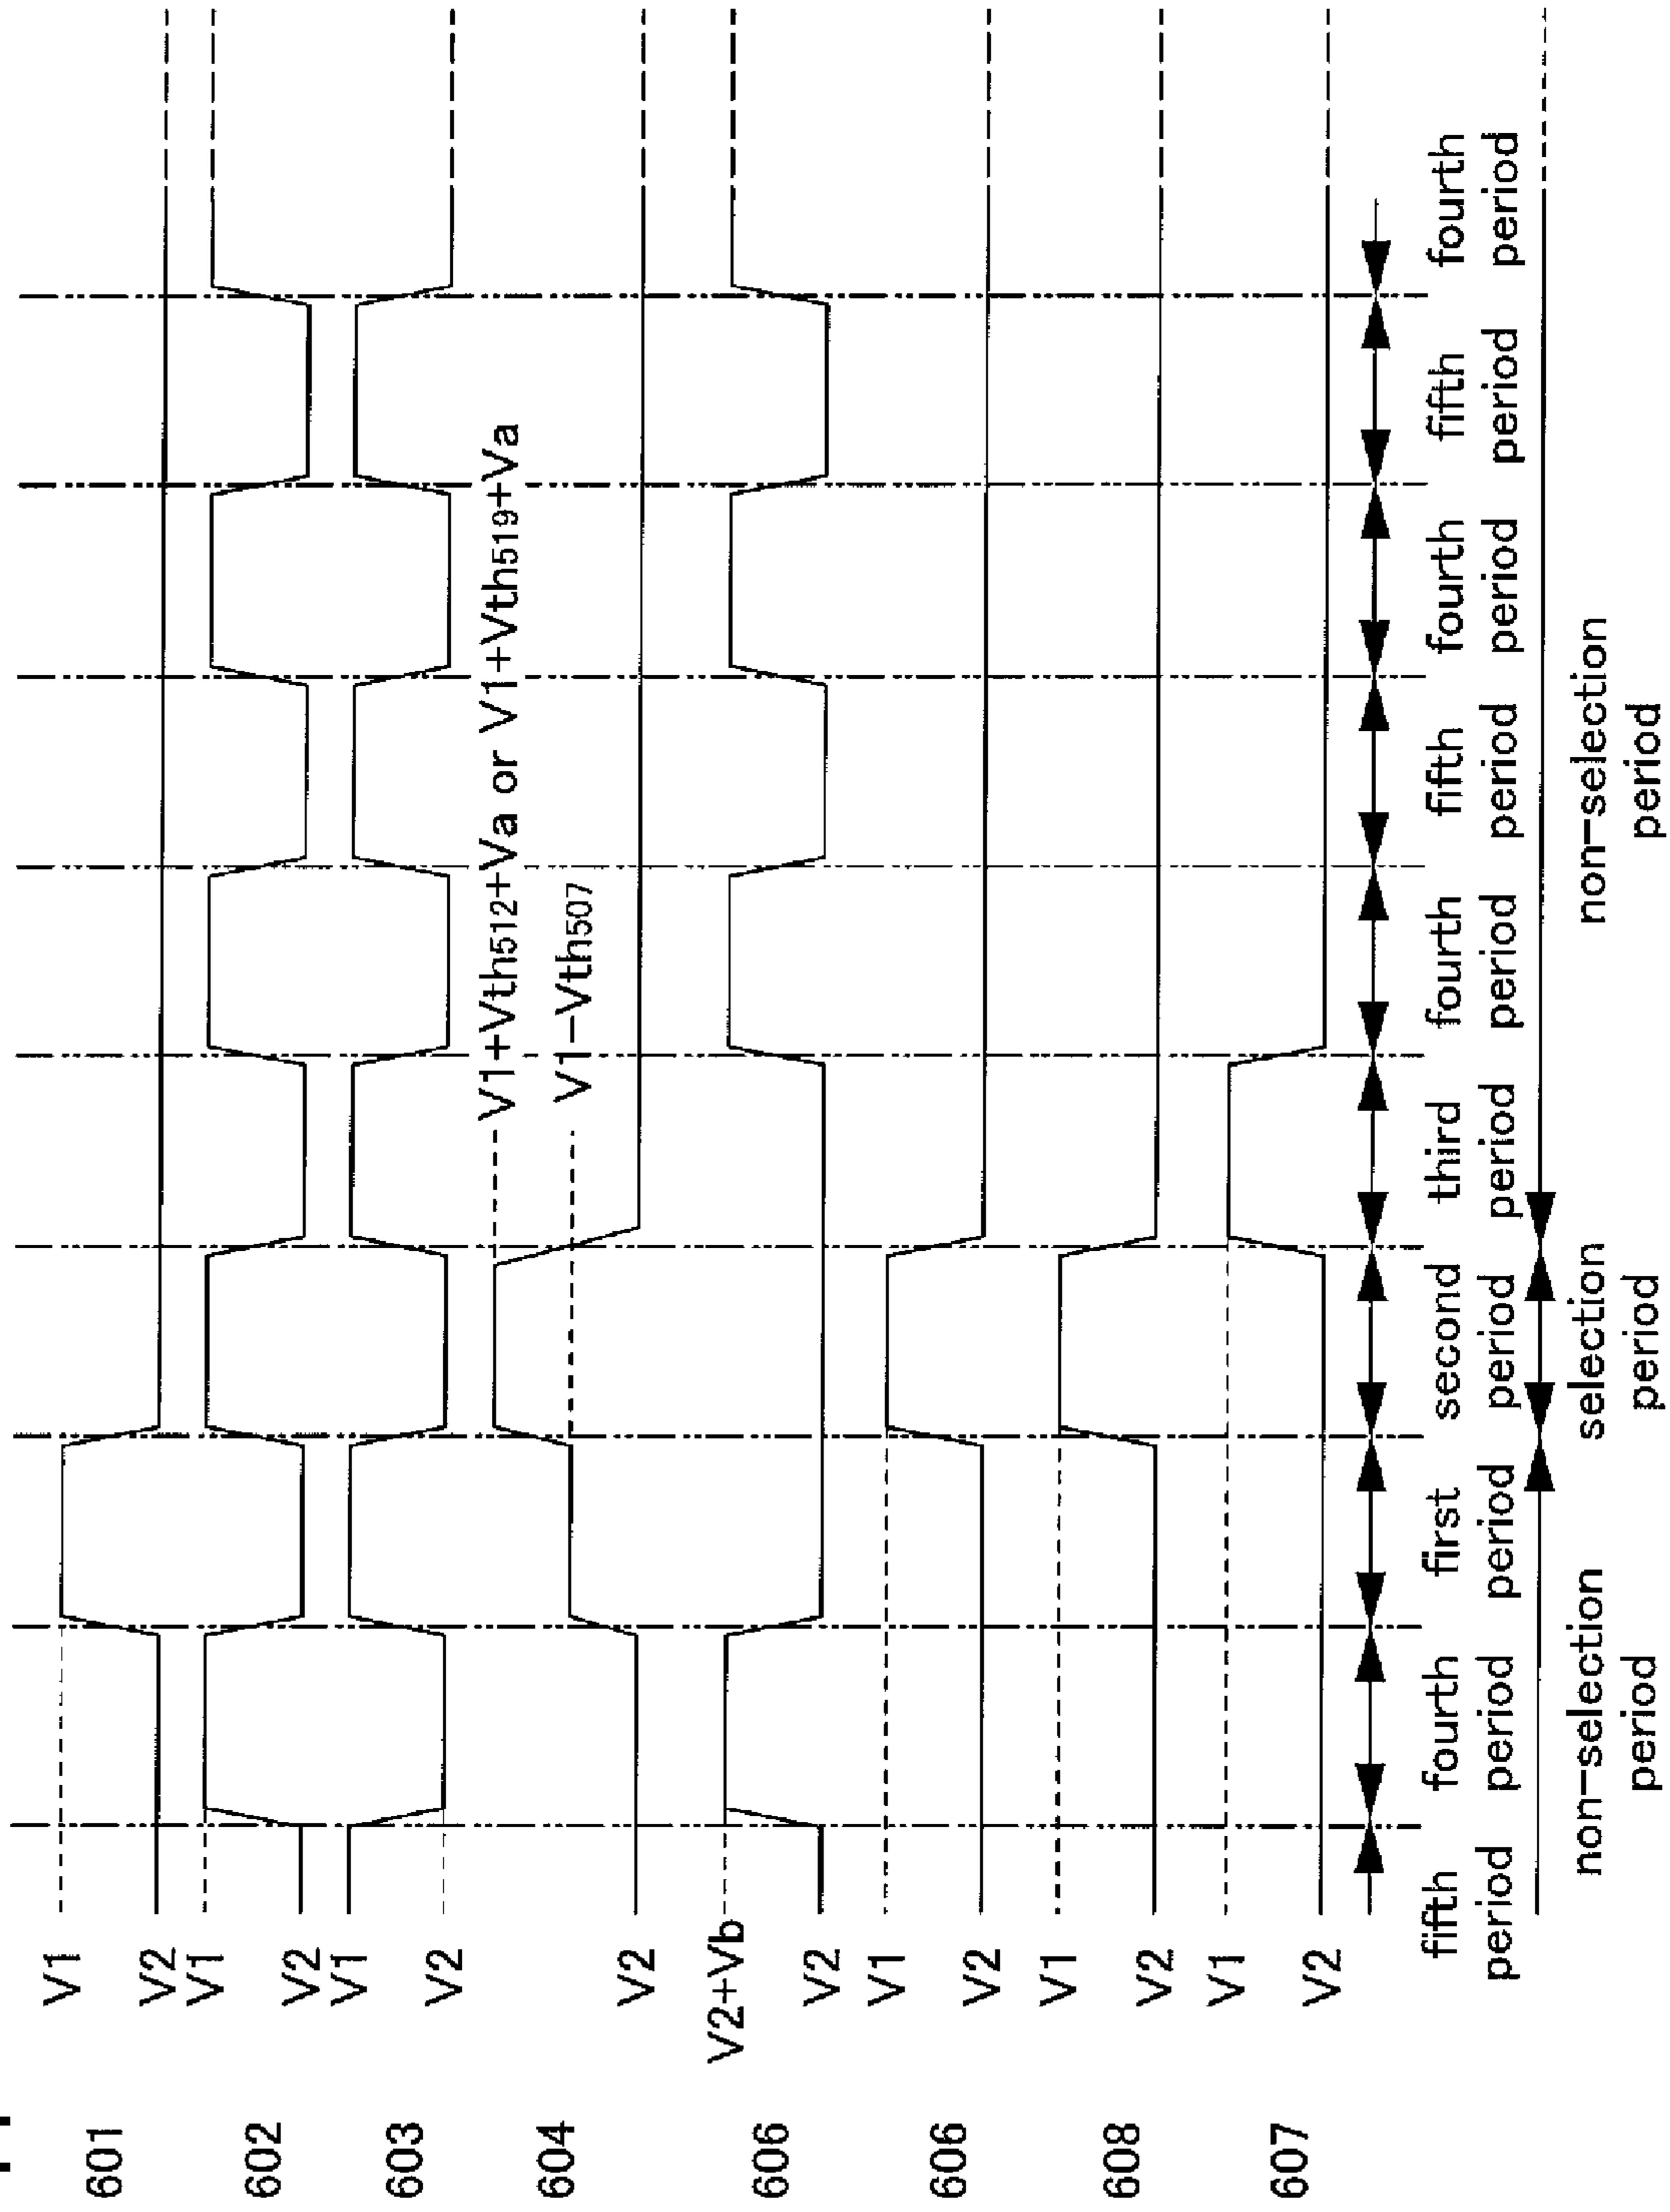 601
V1
V2
602
V1
V2
603
V1
V2
604
V1+Vth512+Va or V1+Vth519+Va
V1-Vth507
V2
606
V2+Vb
V2
606
V1
V2
608
V1
V2
607
V1
V2
fifth period
fourth period
first period
second period
third period
fourth period
fifth period
fourth period
fifth period
fourth period
non-selection period
selection period
non-selection period